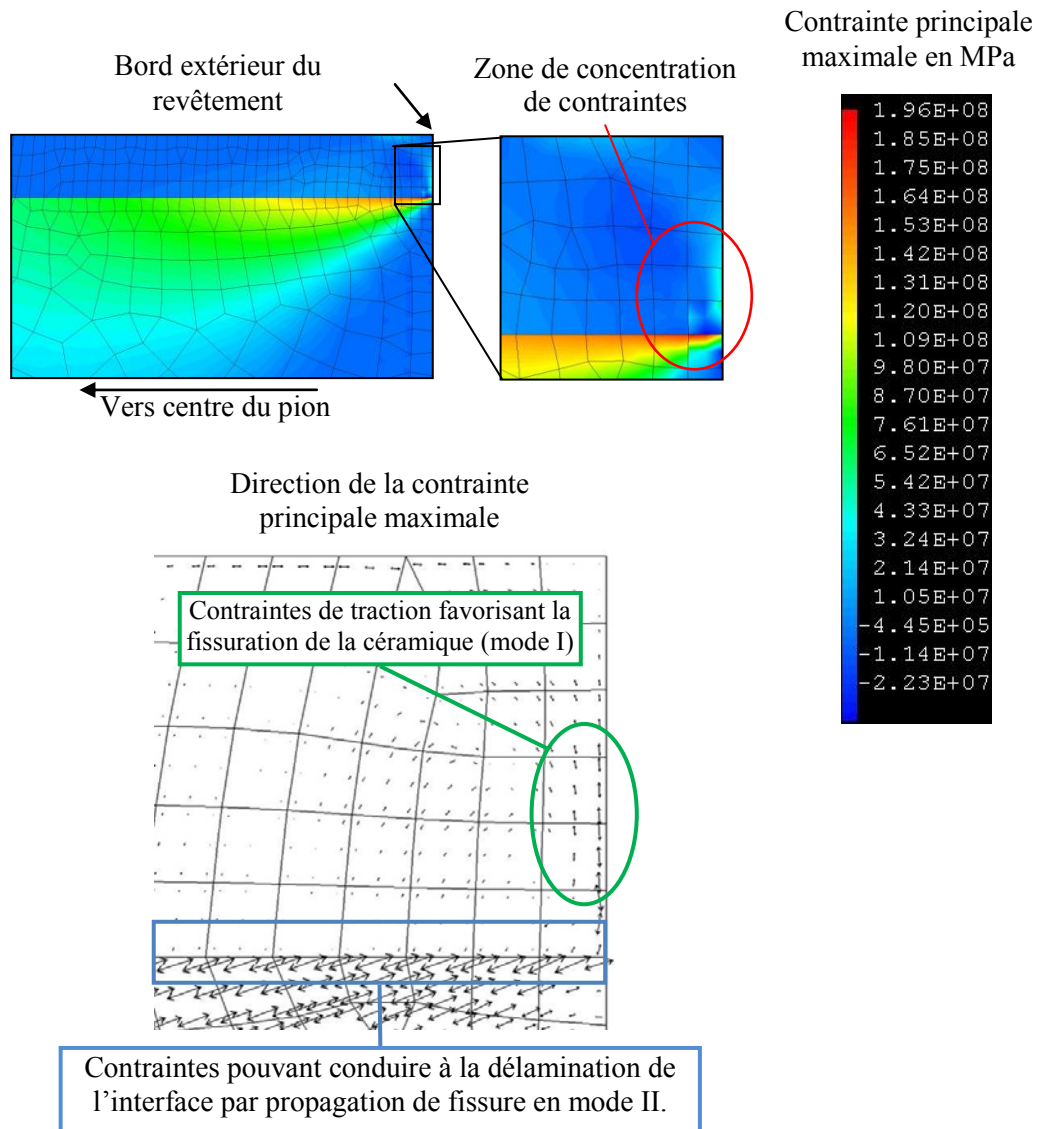 Contrainte principale
maximale en MPa
Bord extérieur du
revêtement
Zone de concentration
de contraintes
1.96E+08
1.85E+08
1.75E+08
1.64E+08
1.53E+08
1.42E+08
1.31E+08
1.20E+08
1.09E+08
9.80E+07
8.70E+07
7.61E+07
6.52E+07
5.42E+07
4.33E+07
3.24E+07
2.14E+07
1.05E+07
-4.45E+05
-1.14E+07
-2.23E+07
Vers centre du pion
Direction de la contrainte
principale maximale
Contraintes de traction favorisant la
fissuration de la céramique (mode I)
Contraintes pouvant conduire à la délamination de
l’interface par propagation de fissure en mode II.